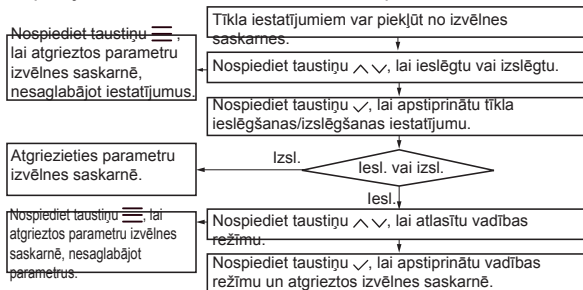 Tīkla iestatījumiem var piekļūt no izvēlnes
saskarnes.
Nospiediet taustiņu ☰,
lai atgrieztos parametru
izvēlnes saskarnē,
nesaglabājot iestatījumus.
Nospiediet taustiņu ∧ ∨, lai ieslēgtu vai izslēgtu.
Nospiediet taustiņu ✓, lai apstiprinātu tīkla
ieslēgšanas/izslēgšanas iestatījumu.
Izsl.
Iesl. vai izsl.
Atgriezieties parametru
izvēlnes saskarnē.
Iesl.
Nospiediet taustiņu ☰, lai
atgrieztos parametru izvēlnes
saskarnē, nesaglabājot
parametrus.
Nospiediet taustiņu ∧ ∨, lai atlasītu vadības
režīmu.
Nospiediet taustiņu ✓, lai apstiprinātu vadības
režīmu un atgrieztos izvēlnes saskarnē.